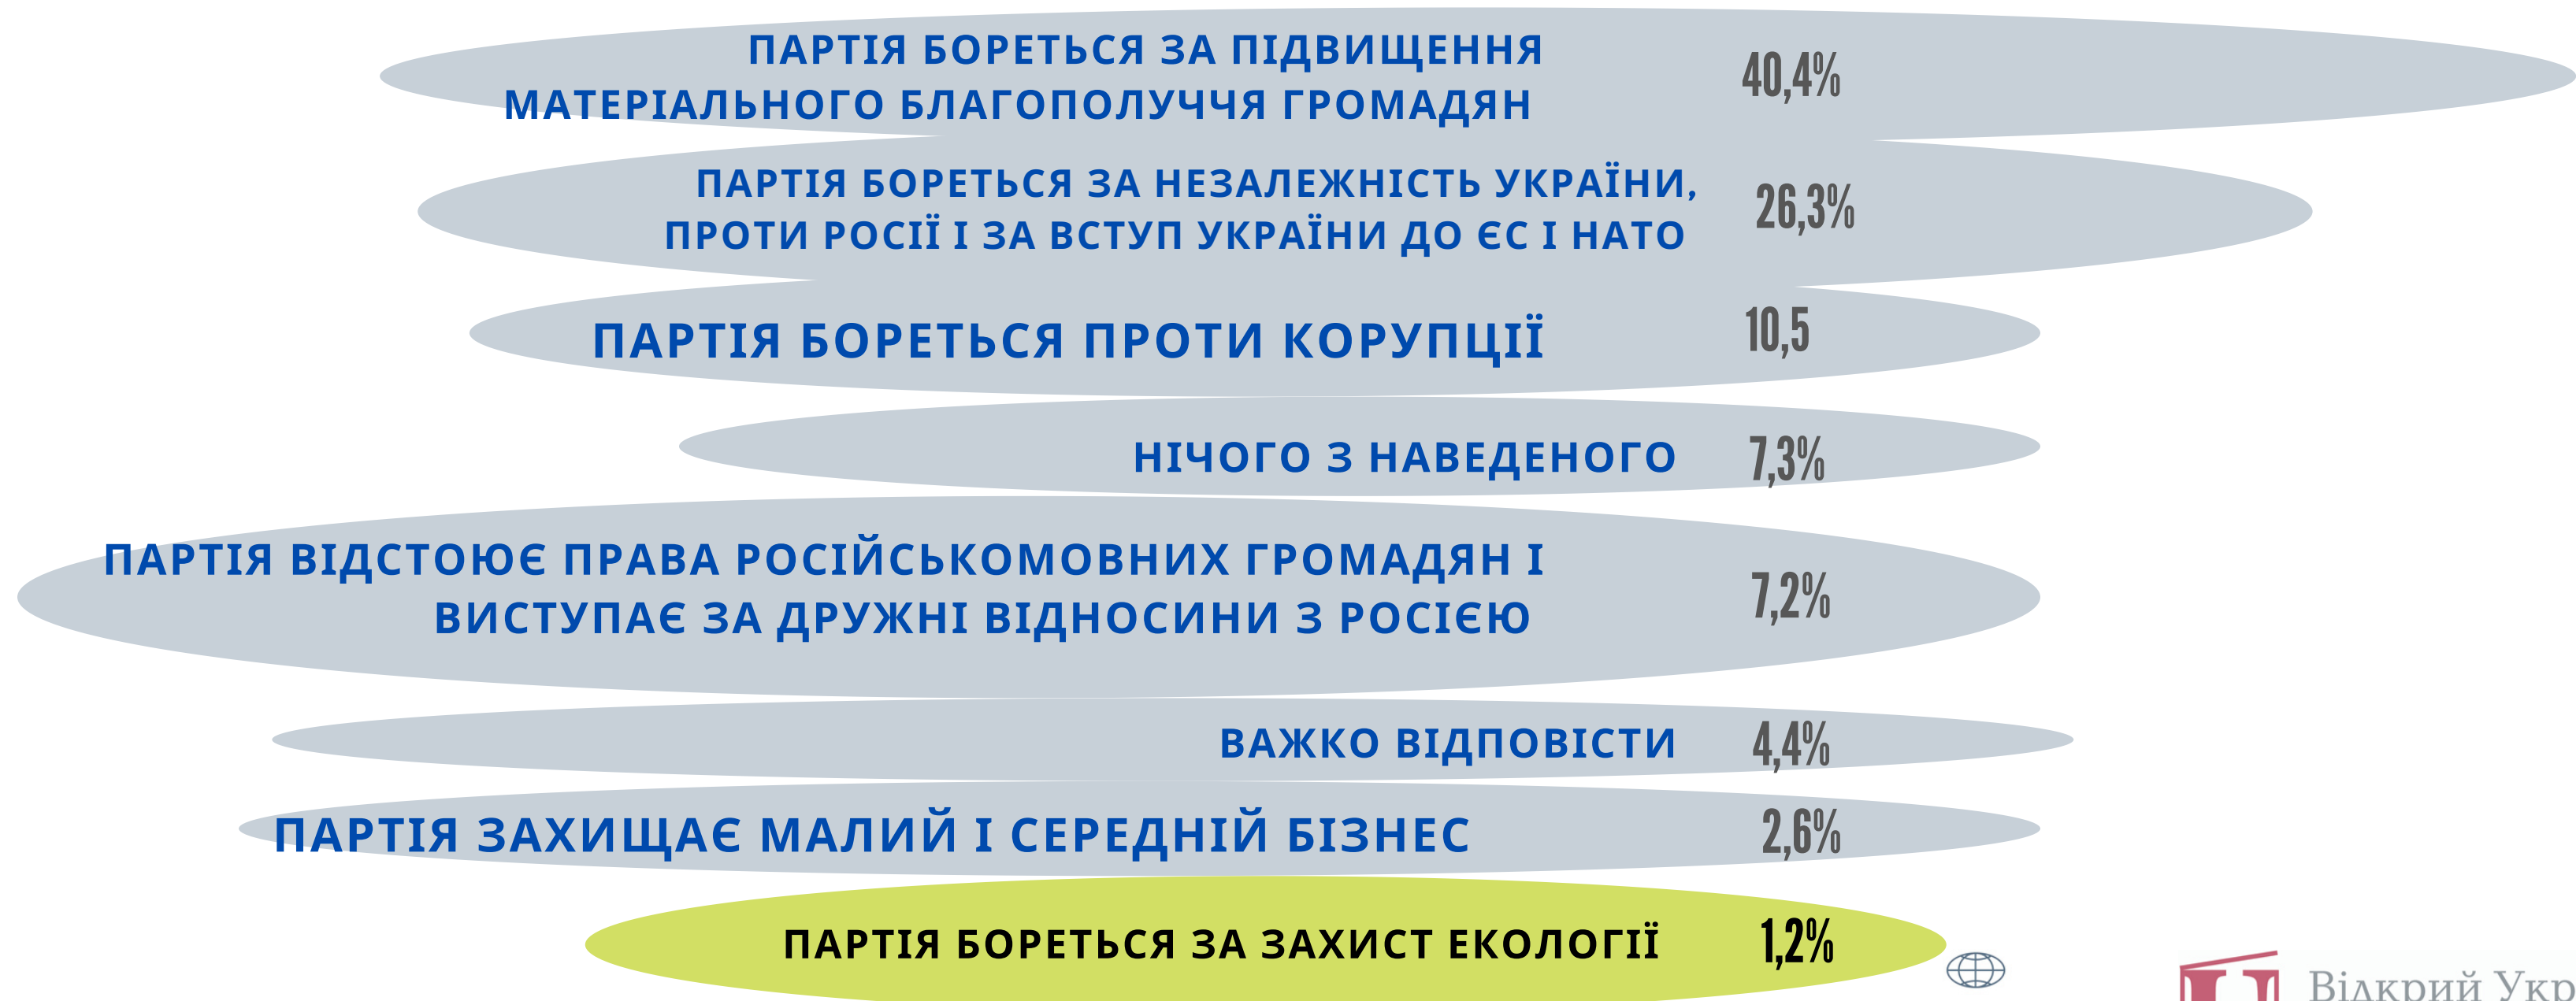 ПАРТІЯ БОРЕТЬСЯ ЗА ПІДВИЩЕННЯ
МАТЕРІАЛЬНОГО БЛАГОПОЛУЧЧЯ ГРОМАДЯН
40,4%
ПАРТІЯ БОРЕТЬСЯ ЗА НЕЗАЛЕЖНІСТЬ УКРАЇНИ,
ПРОТИ РОСІЇ І ЗА ВСТУП УКРАЇНИ ДО ЄС І НАТО
26,3%
ПАРТІЯ БОРЕТЬСЯ ПРОТИ КОРУПЦІЇ
10,5
НІЧОГО З НАВЕДЕНОГО
7,3%
ПАРТІЯ ВІДСТОЮЄ ПРАВА РОСІЙСЬКОМОВНИХ ГРОМАДЯН І
ВИСТУПАЄ ЗА ДРУЖНІ ВІДНОСИНИ З РОСІЄЮ
7,2%
ВАЖКО ВІДПОВІСТИ
4,4%
ПАРТІЯ ЗАХИЩАЄ МАЛИЙ І СЕРЕДНІЙ БІЗНЕС
2,6%
ПАРТІЯ БОРЕТЬСЯ ЗА ЗАХИСТ ЕКОЛОГІЇ
1,2%
Відкрий